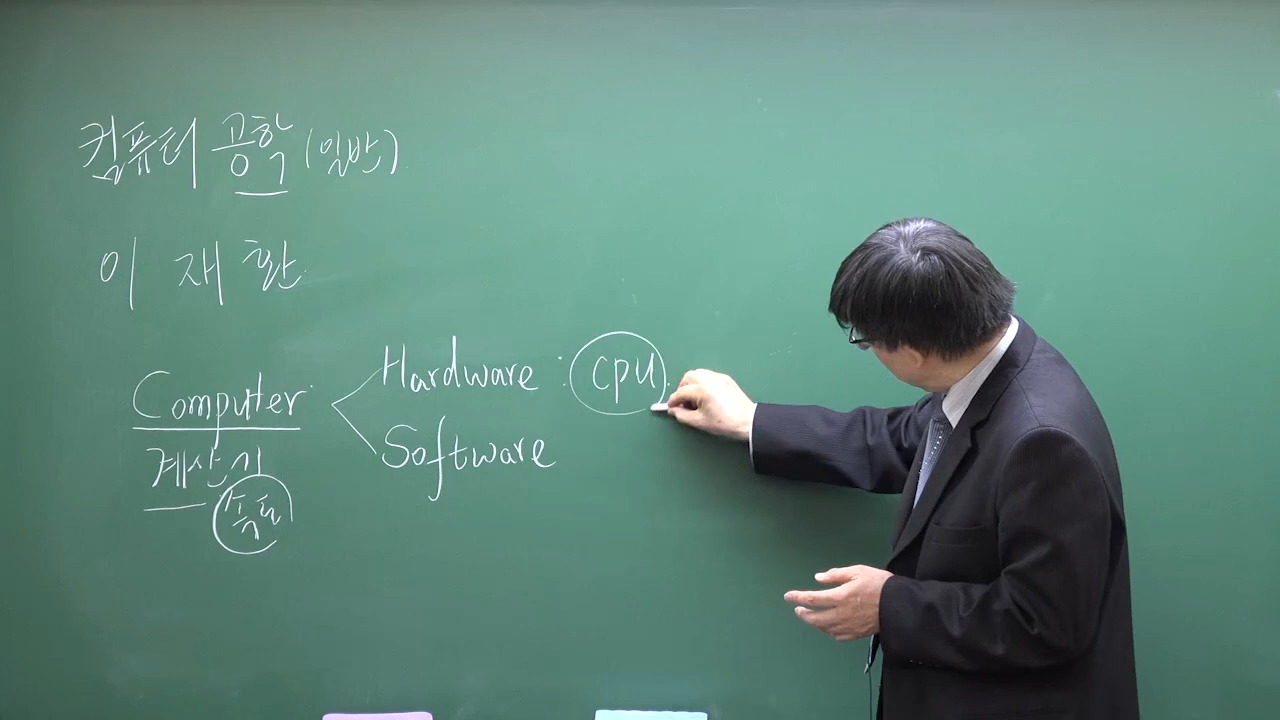 컴퓨터 공학 (일반)
이 재 환
Computer
Hardware : CPU
Software
계산기
속도